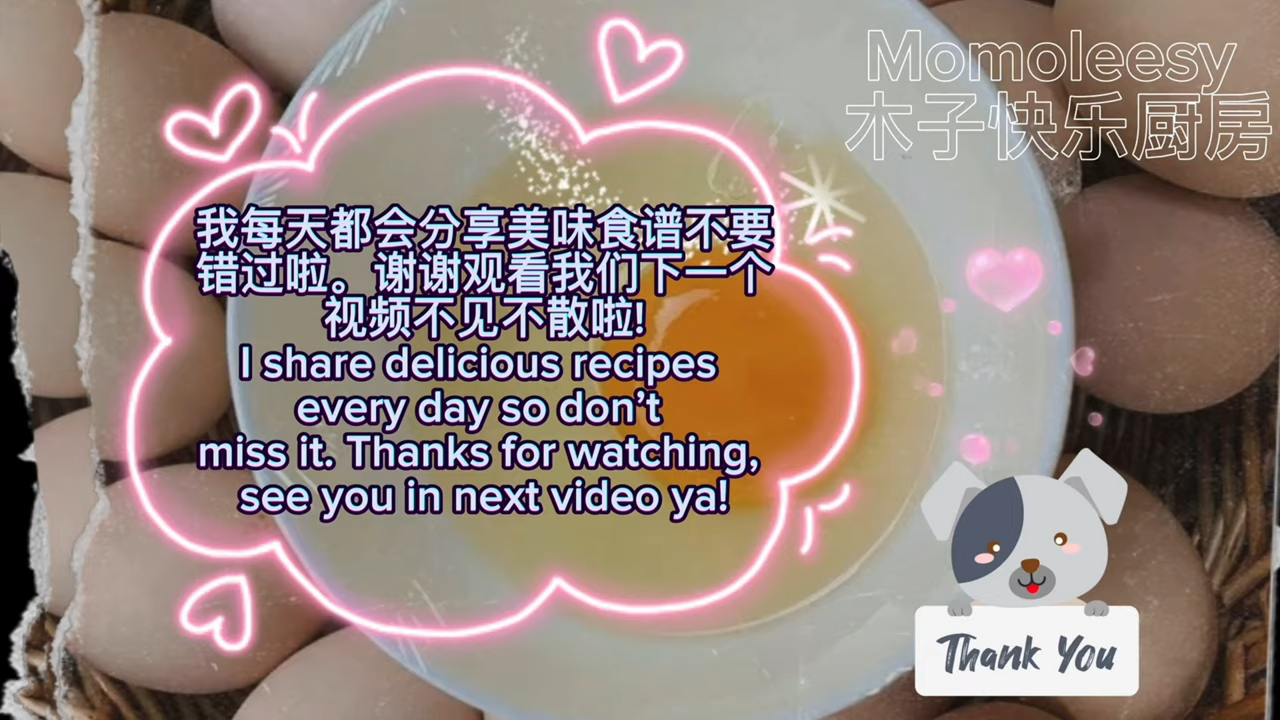 Momoleesy
木子快乐厨房
我每天都会分享美味食谱不要
错过啦。谢谢观看我们下一个
视频不见不散啦!
I share delicious recipes
every day so don’t
miss it. Thanks for watching,
see you in next video ya!
Thank You